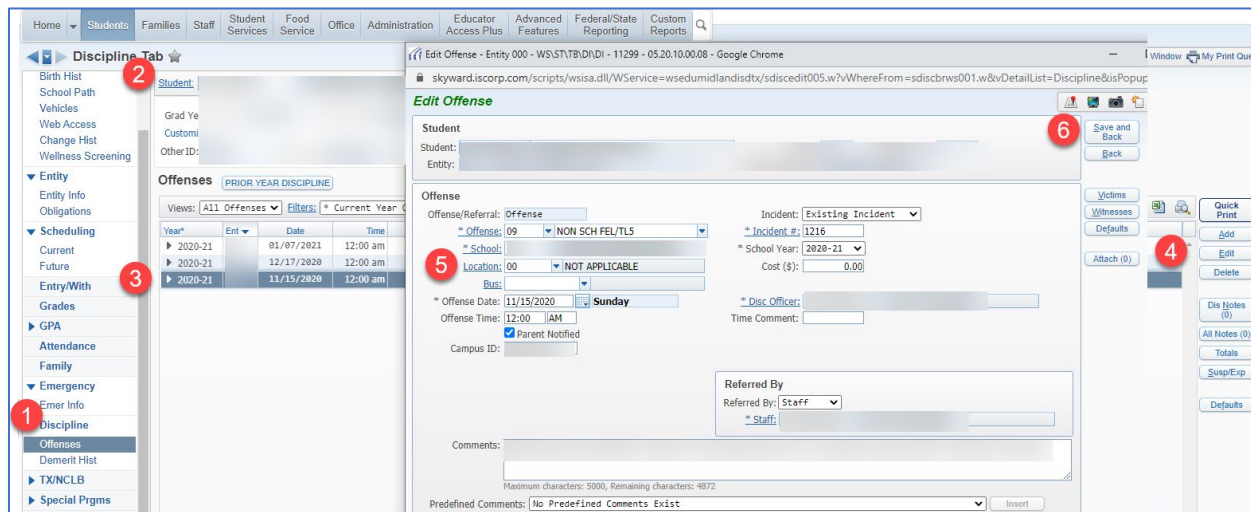 Home Students Families Staff Student Services Food Service Office Administration Educator Access Plus Advanced Features Federal/State Reporting Custom Reports
Discipline Tab
Edit Offense - Entity 000 - WS\ST\TB\DI\DI - 11299 - 05.20.10.00.08 - Google Chrome
Window My Print Que
skyward.iscorp.com/scripts/wsisa.dll/WService=wsedumidlandisdtx/sdiscedit005.w?vWhereFrom=sdiscbrws001.w&vDetailList=Discipline&isPopup
Birth Hist
School Path
Vehicles
Web Access
Change Hist
Wellness Screening
Entity
Entity Info
Obligations
Scheduling
Current
Future
Entry/With
Grades
GPA
Attendance
Family
Emergency
Emer Info
Discipline
Offenses
Demerit Hist
TX/NCLB
Special Prgms
1
2
3
4
5
6
Student:
Grad Ye
Customi
Other ID:
Offenses PRIOR YEAR DISCIPLINE
Views: All Offenses Filters: * Current Year
Year* Ent Date Time
2020-21 01/07/2021 12:00 am
2020-21 12/17/2020 12:00 am
2020-21 11/15/2020 12:00 am
Edit Offense
Student
Student:
Entity:
Offense
Offense/Referral: Offense Incident: Existing Incident
* Offense: 09 NON SCH FEL/TL5 * Incident #: 1216
* School: * School Year: 2020-21
Location: 00 NOT APPLICABLE Cost ($): 0.00
Bus:
* Offense Date: 11/15/2020 Sunday * Disc Officer:
Offense Time: 12:00 AM Time Comment:
Parent Notified
Campus ID:
Referred By
Referred By: Staff
* Staff:
Comments:
Maximum characters: 5000, Remaining characters: 4872
Predefined Comments: No Predefined Comments Exist Insert
Save and Back
Back
Victims
Witnesses
Defaults
Attach (0)
Quick Print
Add
Edit
Delete
Dis Notes (0)
All Notes (0)
Totals
Susp/Exp
Defaults